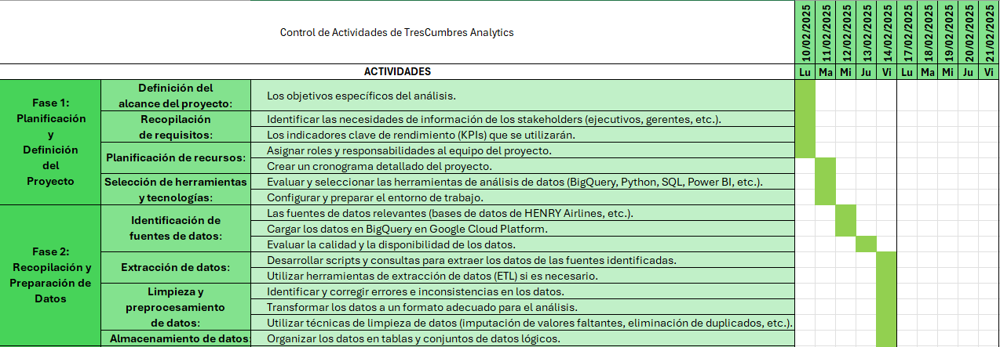 Control de Actividades de TresCumbres Analytics
10/02/2025
11/02/2025
12/02/2025
13/02/2025
14/02/2025
17/02/2025
18/02/2025
19/02/2025
20/02/2025
21/02/2025
ACTIVIDADES
Lu Ma Mi Ju Vi Lu Ma Mi Ju Vi
Fase 1:
Planificación
y
Definición
del
Proyecto
Definición del
alcance del proyecto:
Los objetivos específicos del análisis.
Recopilación
de requisitos:
Identificar las necesidades de información de los stakeholders (ejecutivos, gerentes, etc.).
Los indicadores clave de rendimiento (KPIs) que se utilizarán.
Planificación de recursos:
Asignar roles y responsabilidades al equipo del proyecto.
Crear un cronograma detallado del proyecto.
Selección de herramientas
y tecnologías:
Evaluar y seleccionar las herramientas de análisis de datos (BigQuery, Python, SQL, Power BI, etc.).
Configurar y preparar el entorno de trabajo.
Fase 2:
Recopilación y
Preparación de
Datos
Identificación de
fuentes de datos:
Las fuentes de datos relevantes (bases de datos de HENRY Airlines, etc.).
Cargar los datos en BigQuery en Google Cloud Platform.
Evaluar la calidad y la disponibilidad de los datos.
Extracción de datos:
Desarrollar scripts y consultas para extraer los datos de las fuentes identificadas.
Utilizar herramientas de extracción de datos (ETL) si es necesario.
Limpieza y
preprocesamiento
de datos:
Identificar y corregir errores e inconsistencias en los datos.
Transformar los datos a un formato adecuado para el análisis.
Utilizar técnicas de limpieza de datos (imputación de valores faltantes, eliminación de duplicados, etc.).
Almacenamiento de datos:
Organizar los datos en tablas y conjuntos de datos lógicos.